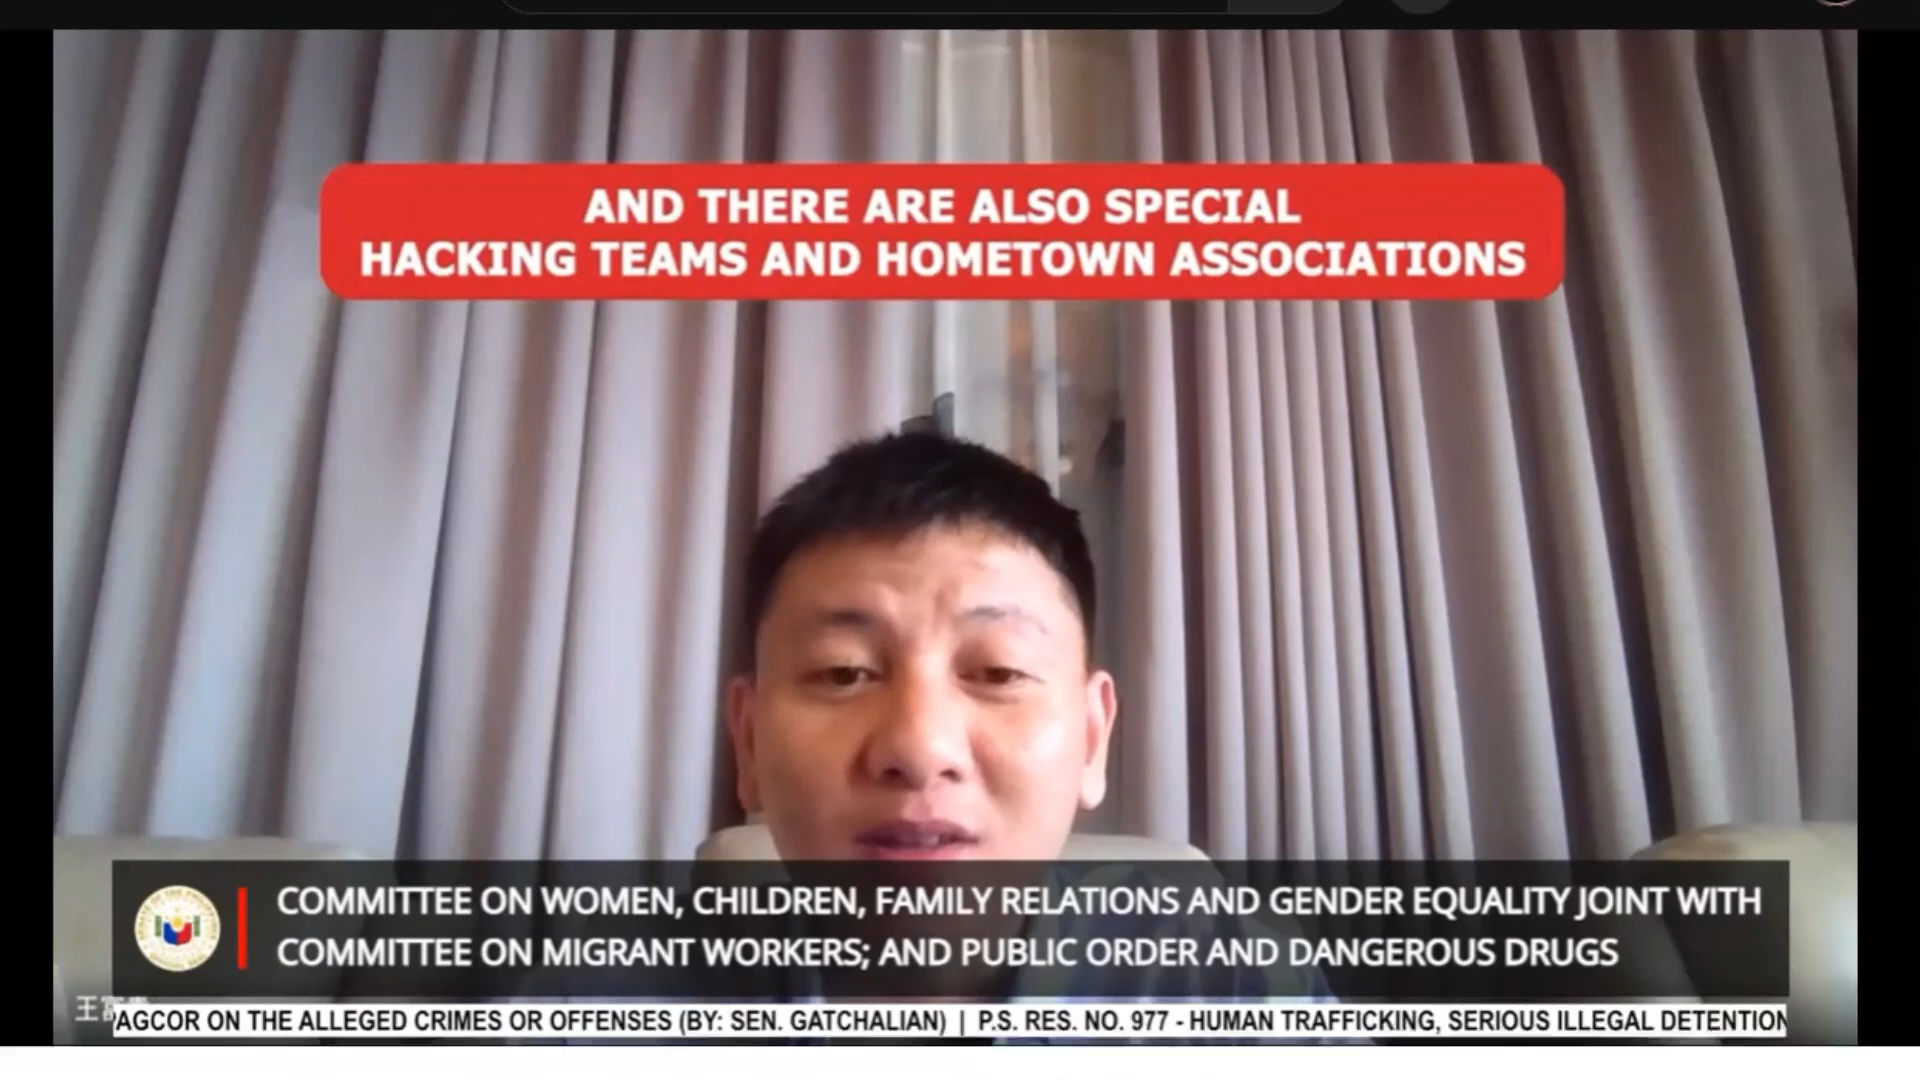 AND THERE ARE ALSO SPECIAL
HACKING TEAMS AND HOMETOWN ASSOCIATIONS
COMMITTEE ON WOMEN, CHILDREN, FAMILY RELATIONS AND GENDER EQUALITY JOINT WITH
COMMITTEE ON MIGRANT WORKERS; AND PUBLIC ORDER AND DANGEROUS DRUGS
王富
AGCOR ON THE ALLEGED CRIMES OR OFFENSES (BY: SEN. GATCHALIAN) | P.S. RES. NO. 977 - HUMAN TRAFFICKING, SERIOUS ILLEGAL DETENTION